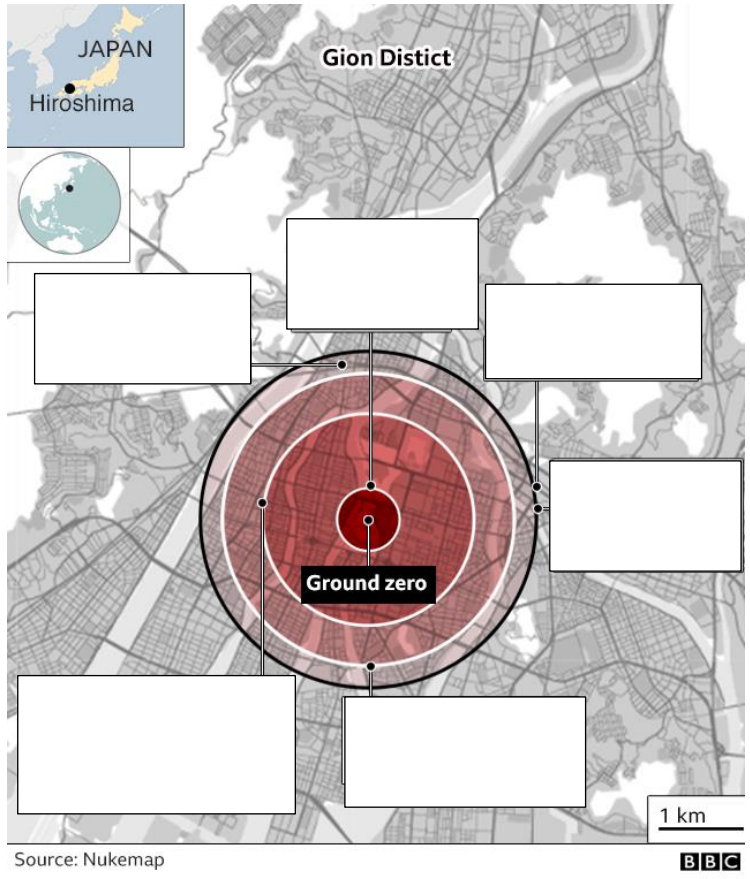 JAPAN
Hiroshima
Gion Distict
Ground zero
1 km
Source: Nukemap
BBC